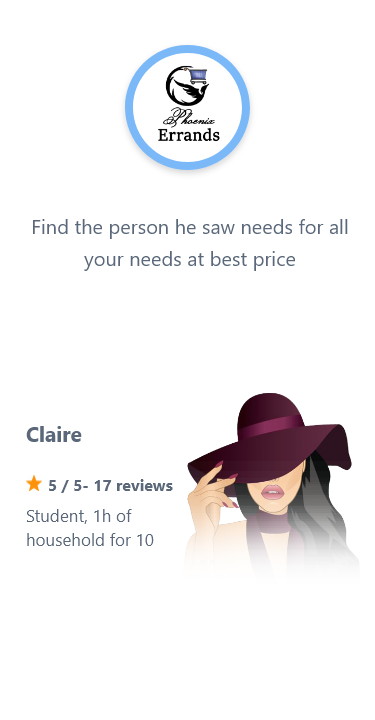 Phoenix
Errands
Find the person he saw needs for all
your needs at best price
Claire
5 / 5- 17 reviews
Student, 1h of
household for 10